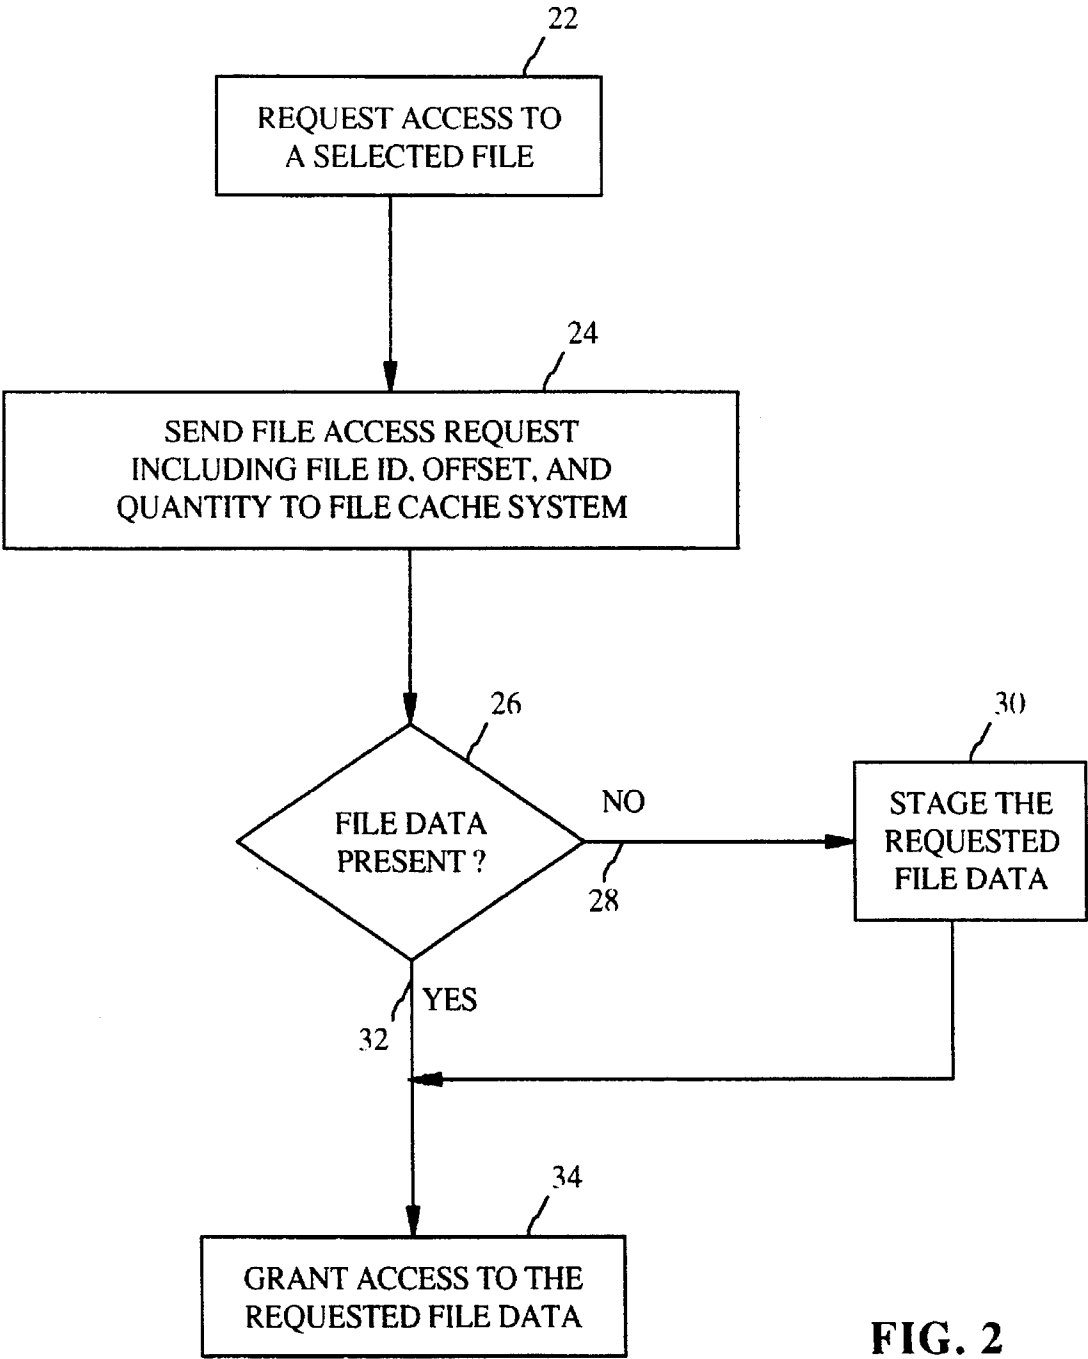 22
REQUEST ACCESS TO
A SELECTED FILE
24
SEND FILE ACCESS REQUEST
INCLUDING FILE ID, OFFSET, AND
QUANTITY TO FILE CACHE SYSTEM
26
FILE DATA
PRESENT ?
NO
28
30
STAGE THE
REQUESTED
FILE DATA
YES
32
34
GRANT ACCESS TO THE
REQUESTED FILE DATA
FIG. 2